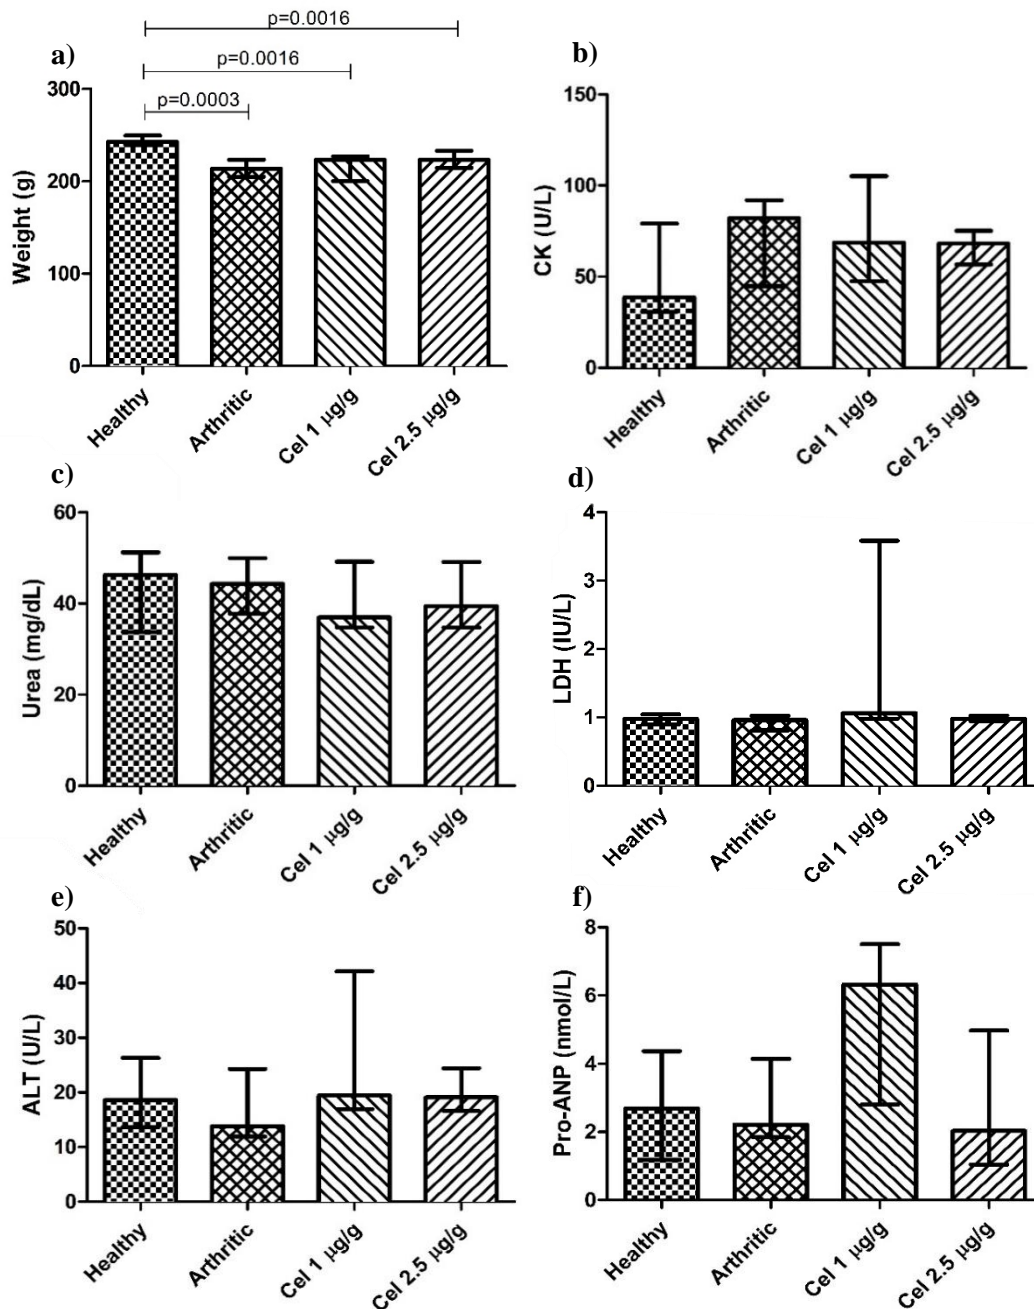 p=0.0016
a)
p=0.0016
p=0.0003
Weight (g)
300
200
100
0
Healthy
Arthritic
Cel 1 μg/g
Cel 2.5 μg/g
b)
CK (U/L)
150
100
50
0
Healthy
Arthritic
Cel 1 μg/g
Cel 2.5 μg/g
c)
Urea (mg/dL)
60
40
20
0
Healthy
Arthritic
Cel 1 μg/g
Cel 2.5 μg/g
d)
LDH (IU/L)
4
3
2
1
0
Healthy
Arthritic
Cel 1 μg/g
Cel 2.5 μg/g
e)
ALT (U/L)
50
40
30
20
10
0
Healthy
Arthritic
Cel 1 μg/g
Cel 2.5 μg/g
f)
Pro-ANP (nmol/L)
8
6
4
2
0
Healthy
Arthritic
Cel 1 μg/g
Cel 2.5 μg/g